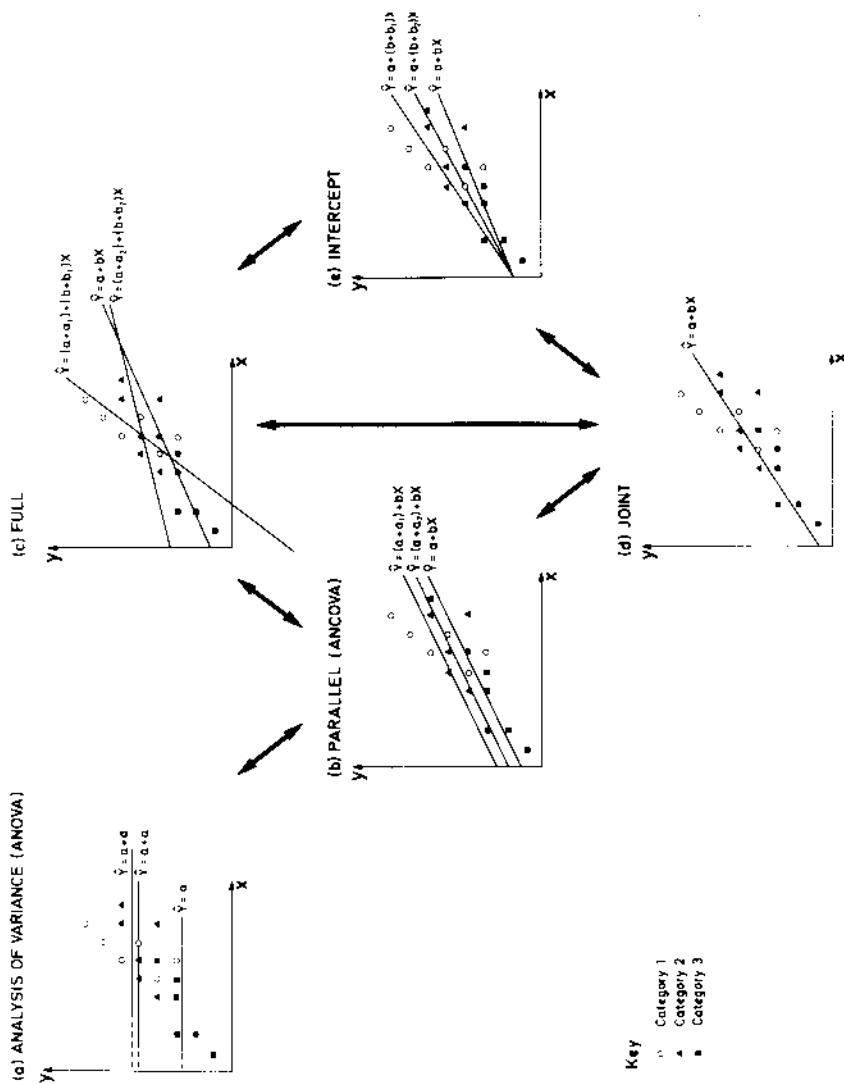 (a) ANALYSIS OF VARIANCE (ANOVA)
Y
Ŷ = a+a
Ŷ = a+a
Ŷ = a
X
(c) FULL
Y
Ŷ = (a+a₁)+(b+b₁)X
Ŷ = a+bX
Ŷ = (a+a₂)+(b+b₂)X
X
(b) PARALLEL (ANCOVA)
Y
Ŷ = (a+a₁)+bX
Ŷ = (a+a₂)+bX
Ŷ = a+bX
X
(e) INTERCEPT
Y
Ŷ = a+(b+b₁)X
Ŷ = a+(b+b₂)X
Ŷ = a+bX
X
(d) JOINT
Y
Ŷ = a+bX
X
Key
Category 1
Category 2
Category 3